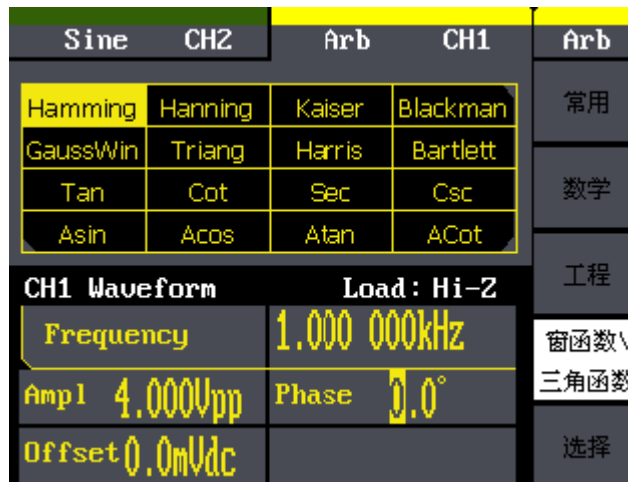 Sine CH2 Arb CH1 Arb
Hamming Hanning Kaiser Blackman
GaussWin Triang Harris Bartlett
Tan Cot Sec Csc
Asin Acos Atan ACot
CH1 Waveform Load: Hi-Z
Frequency 1.000 000kHz
Ampl 4.000Vpp Phase 0.0°
Offset 0.0mVdc
常用
数学
工程
窗函数\
三角函数
选择